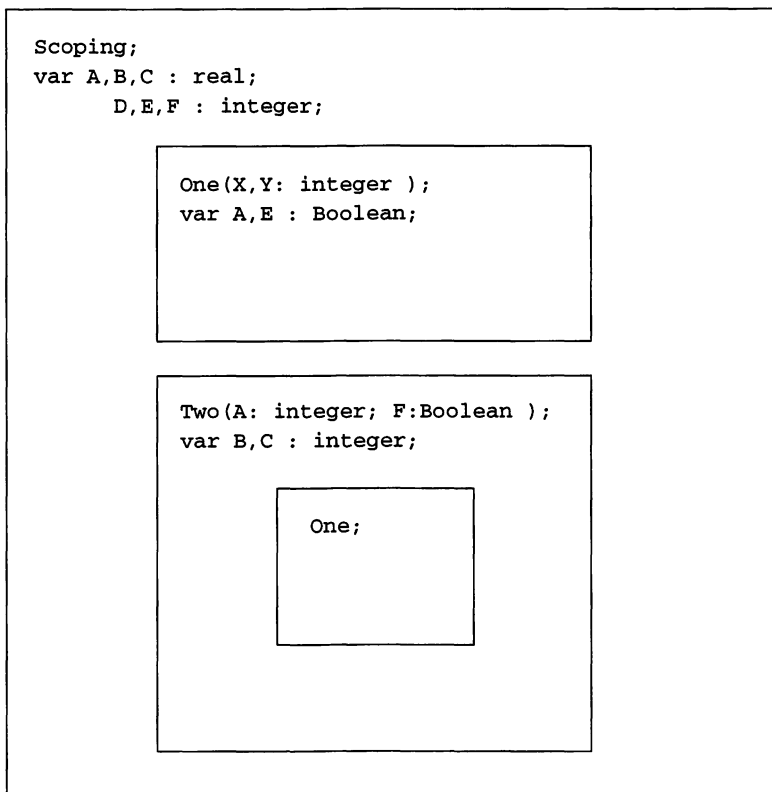 Scoping;
var A,B,C : real;
D,E,F : integer;
One(X,Y: integer );
var A,E : Boolean;
Two(A: integer; F:Boolean );
var B,C : integer;
One;